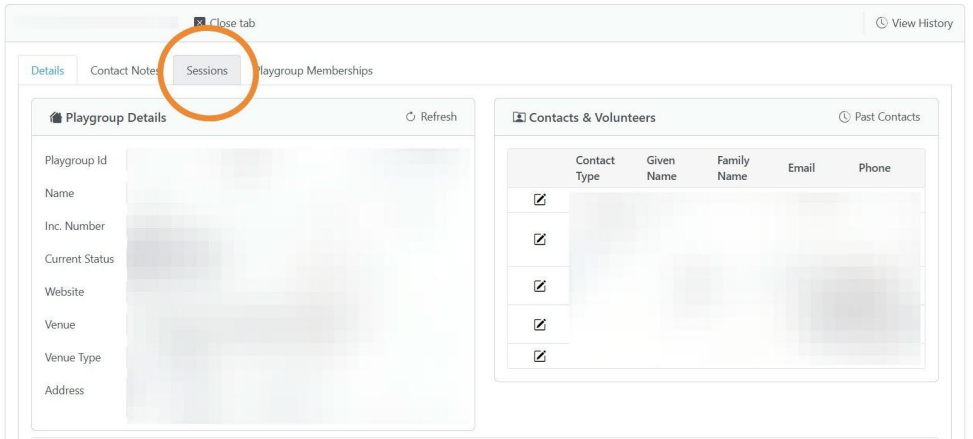 Close tab
View History
Details
Contact Notes
Sessions
Playgroup Memberships
Playgroup Details
Refresh
Playgroup Id
Name
Inc. Number
Current Status
Website
Venue
Venue Type
Address
Contacts & Volunteers
Past Contacts
Contact Type
Given Name
Family Name
Email
Phone